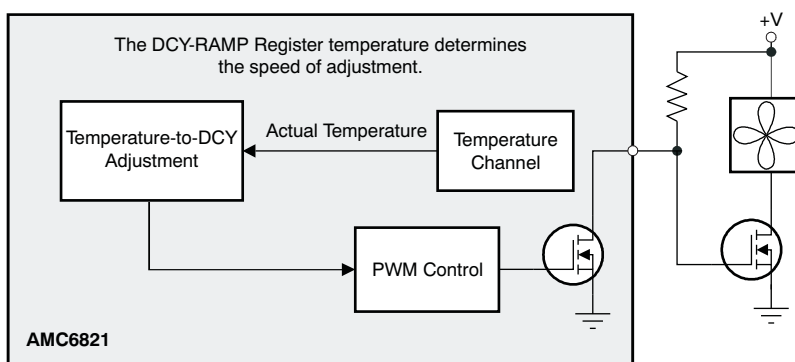 +V
The DCY-RAMP Register temperature determines
the speed of adjustment.
Temperature-to-DCY
Adjustment
Actual Temperature
Temperature
Channel
PWM Control
AMC6821